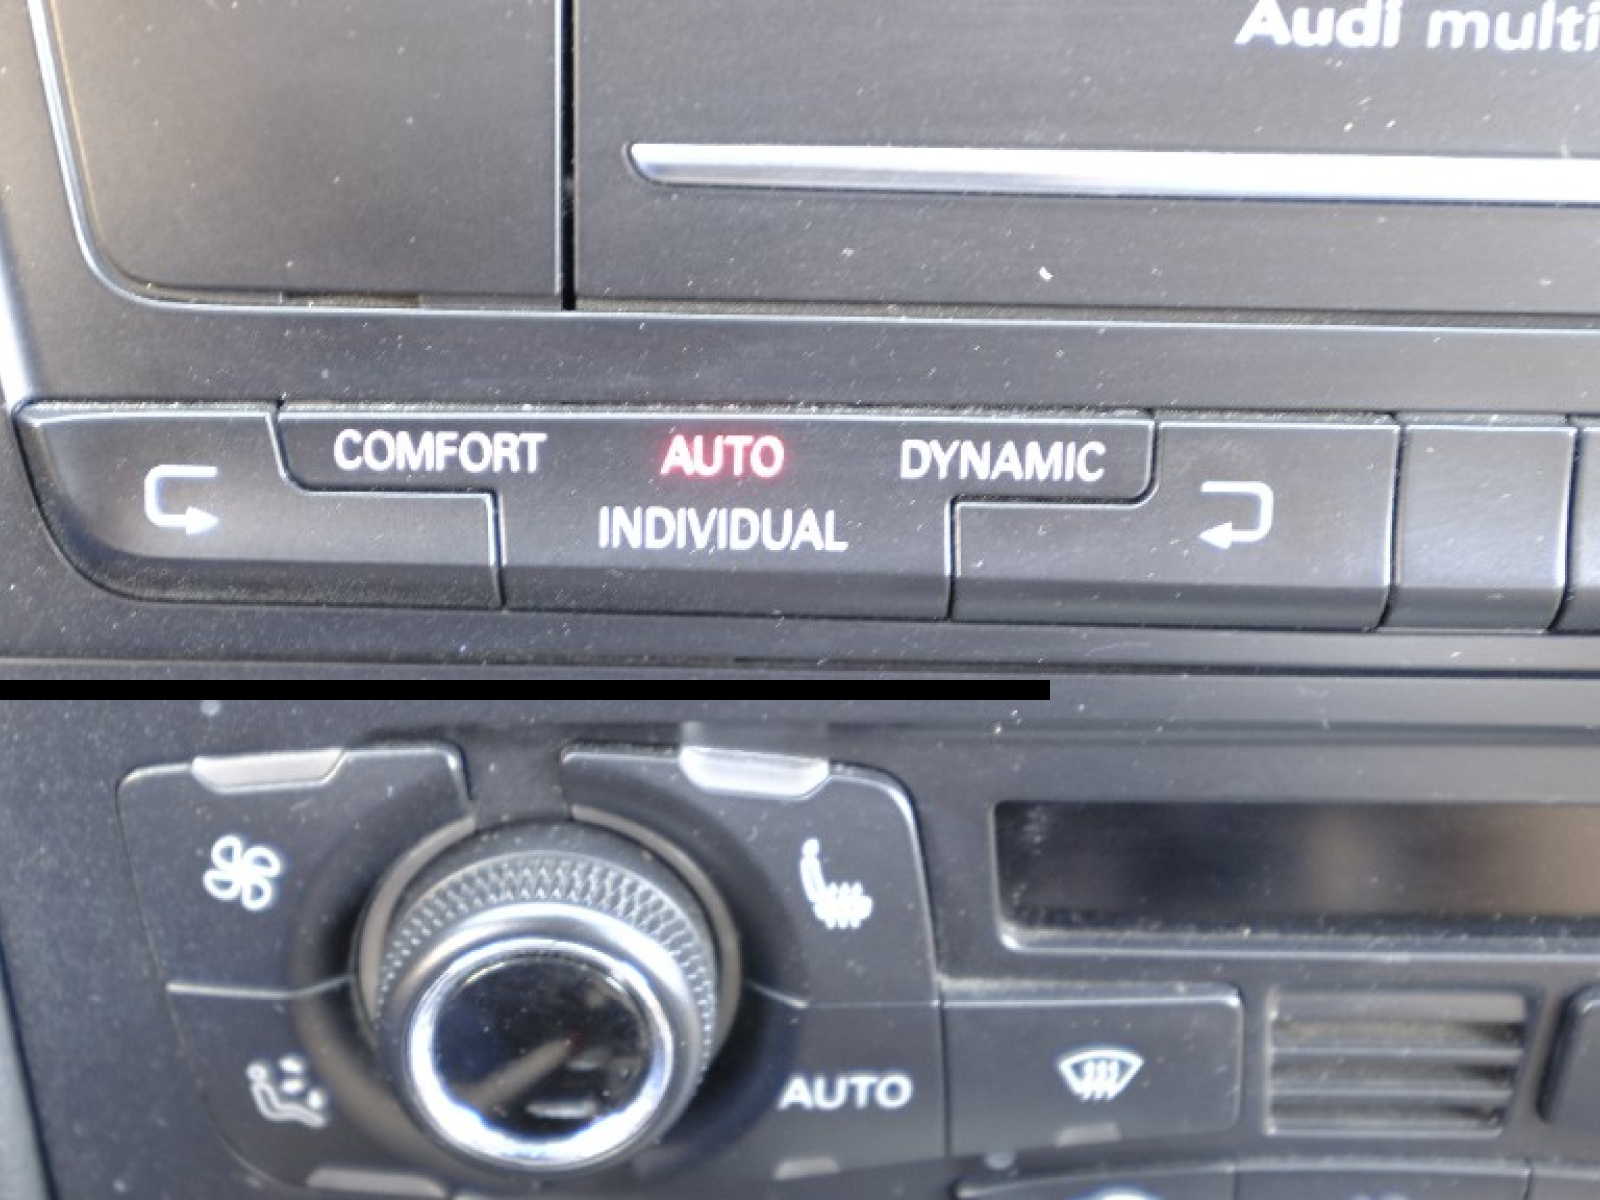 Audi multi
COMFORT AUTO DYNAMIC
INDIVIDUAL
AUTO